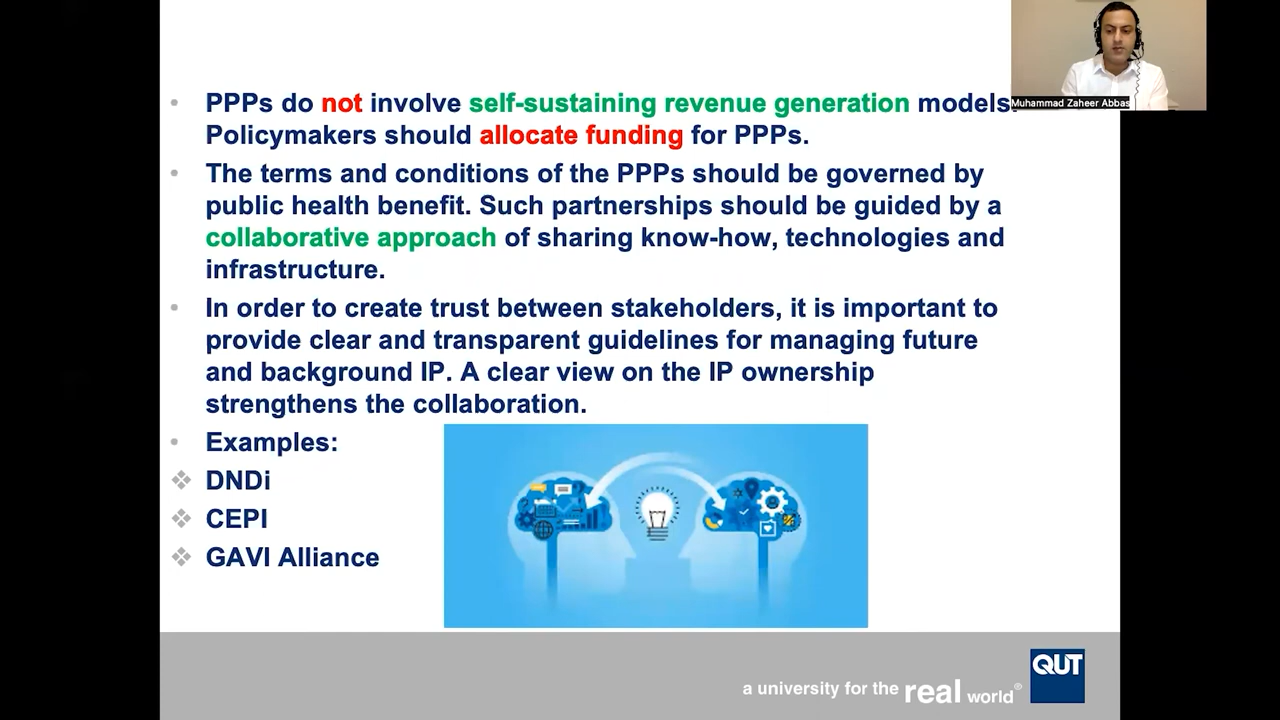 PPPs do not involve self-sustaining revenue generation models.
Policymakers should allocate funding for PPPs.
The terms and conditions of the PPPs should be governed by
public health benefit. Such partnerships should be guided by a
collaborative approach of sharing know-how, technologies and
infrastructure.
In order to create trust between stakeholders, it is important to
provide clear and transparent guidelines for managing future
and background IP. A clear view on the IP ownership
strengthens the collaboration.
Examples:
DNDi
CEPI
GAVI Alliance
Muhammad Zaheer Abbas
a university for the real world®
QUT